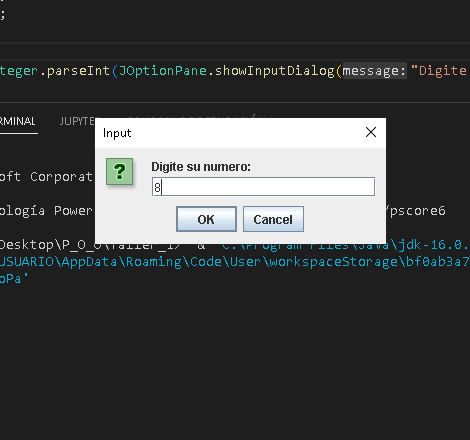 ;
teger.parseInt(JOptionPane.showInputDialog(message:"Digite
RMINAL JUPYTE
Input
?
Digite su numero:
8
OK Cancel
oft Corporat
ología Power /pscore6
Desktop\P_O_O\Taller_1> & 'C:\Program Files\Java\jdk-16.0.
USUARIO\AppData\Roaming\Code\User\workspaceStorage\bf0ab3a7
oPa'